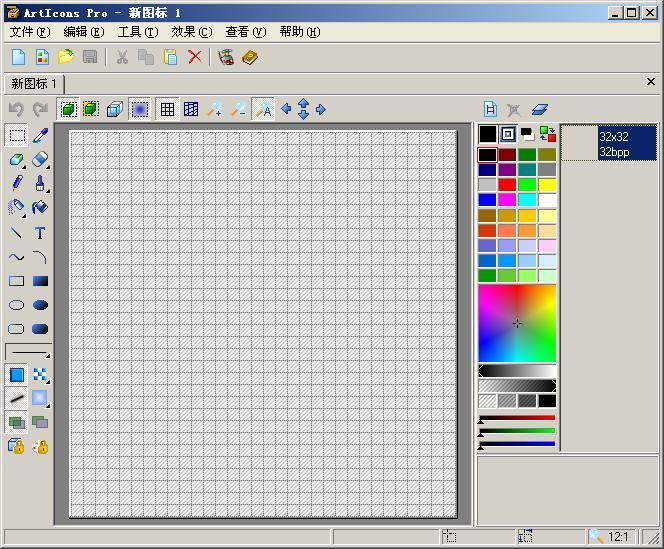 ArtIcons Pro - 新图标 1
文件(F) 编辑(E) 工具(T) 效果(C) 查看(V) 帮助(H)
新图标 1
32x32
32bpp
12:1